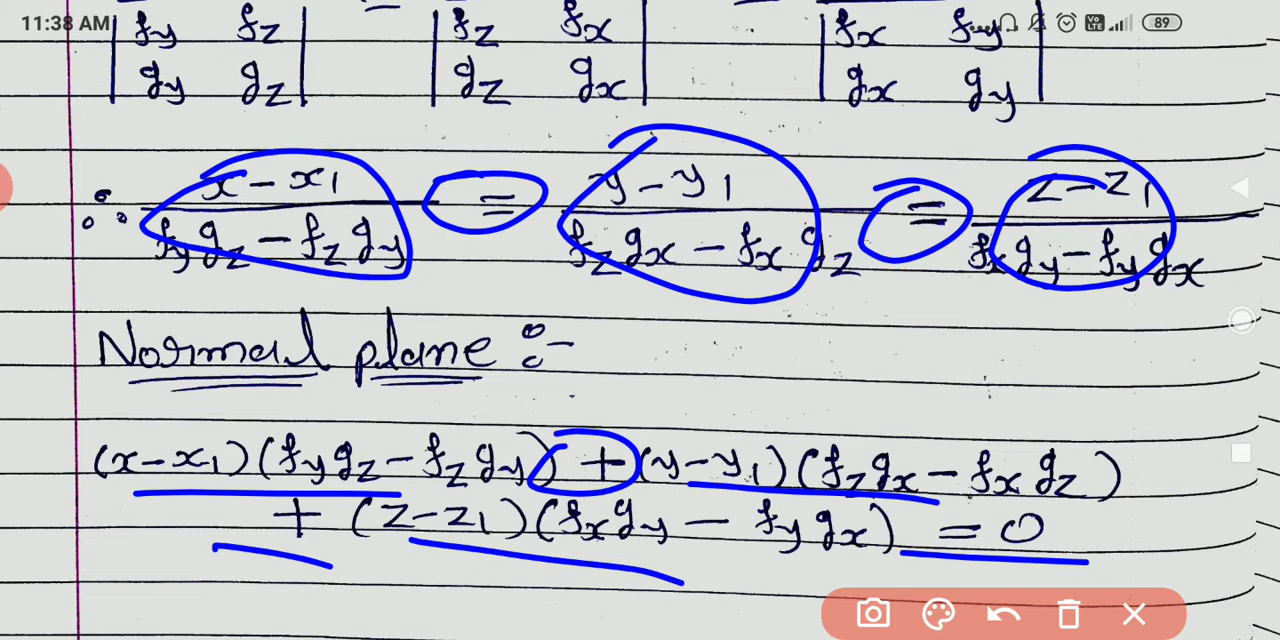 11:38 AM VoLTE 89
| fy fz | = | fz fx | = | fx fy |
| gy gz | | gz gx | | gx gy |
∴ x - x1 = y - y1 = z - z1
fy gz - fz gy fz gx - fx gz fx gy - fy gx
Normal plane :-
(x-x1)(fy gz - fz gy) + (y-y1)(fz gx - fx gz)
+ (z-z1)(fx gy - fy gx) = 0